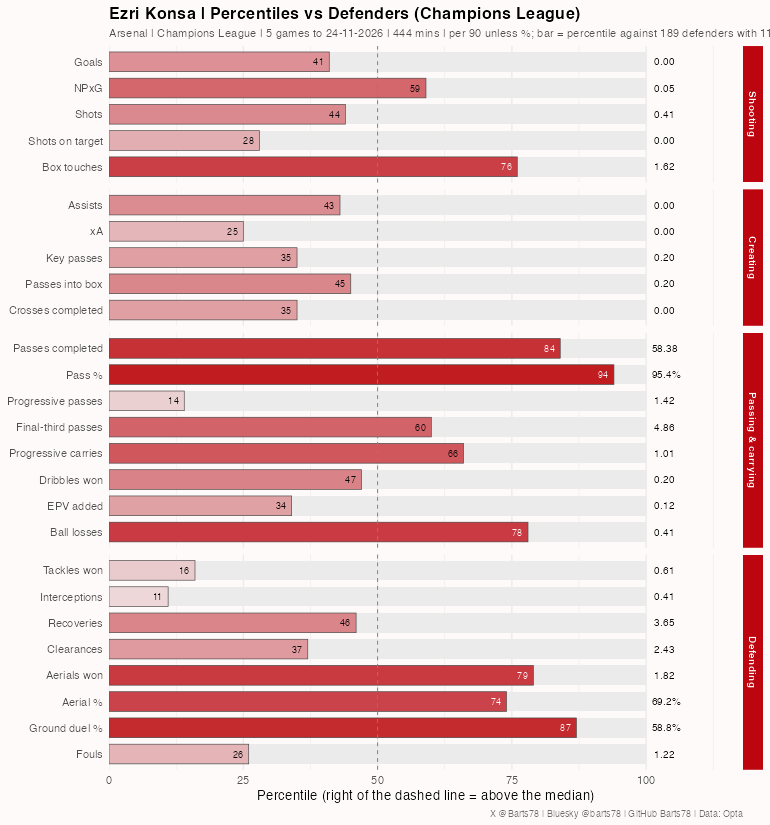 Ezri Konsa | Percentiles vs Defenders (Champions League)
Arsenal | Champions League | 5 games to 24-11-2026 | 444 mins | per 90 unless %; bar = percentile against 189 defenders with 11
Goals 41 0.00
NPxG 59 0.05
Shots 44 0.41
Shots on target 28 0.00
Box touches 76 1.62
Shooting
Assists 43 0.00
xA 25 0.00
Key passes 35 0.20
Passes into box 45 0.20
Crosses completed 35 0.00
Creating
Passes completed 84 58.38
Pass % 94 95.4%
Progressive passes 14 1.42
Final-third passes 60 4.86
Progressive carries 66 1.01
Dribbles won 47 0.20
EPV added 34 0.12
Ball losses 78 0.41
Passing & carrying
Tackles won 16 0.61
Interceptions 11 0.41
Recoveries 46 3.65
Clearances 37 2.43
Aerials won 79 1.82
Aerial % 74 69.2%
Ground duel % 87 58.8%
Fouls 26 1.22
Defending
0 25 50 75 100
Percentile (right of the dashed line = above the median)
X @Barts78 | Bluesky @barts78 | GitHub Barts78 | Data: Opta